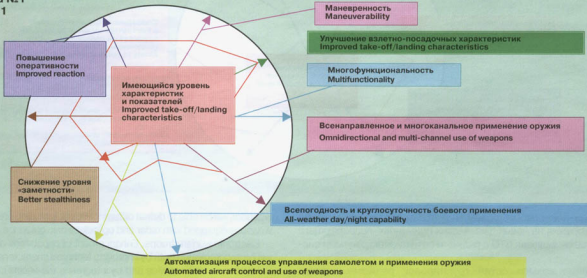 1
Маневренность
Maneuverability
Улучшение взлетно-посадочных характеристик
Improved take-off/landing characteristics
Повышение
оперативности
Improved reaction
Многофункциональность
Multifunctionality
Имеющийся уровень
характеристик
и показателей
Improved take-off/landing
characteristics
Всенаправленное и многоканальное применение оружия
Omnidirectional and multi-channel use of weapons
Снижение уровня
«заметности»
Better stealthiness
Всепогодность и круглосуточность боевого применения
All-weather day/night capability
Автоматизация процессов управления самолетом и применения оружия
Automated aircraft control and use of weapons